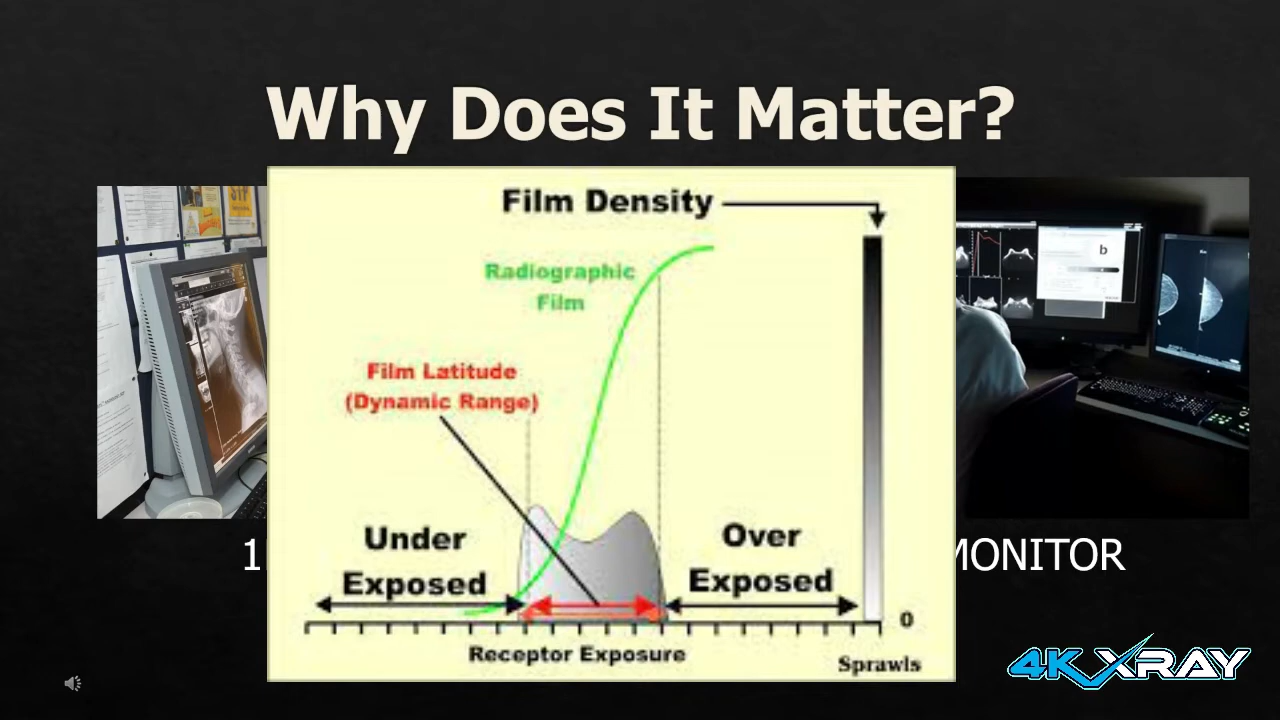 Why Does It Matter?
Film Density
Radiographic
Film
b
Film Latitude
(Dynamic Range)
Under
Exposed
Over
Exposed
MONITOR
0
Receptor Exposure
Sprawls
4KXRAY